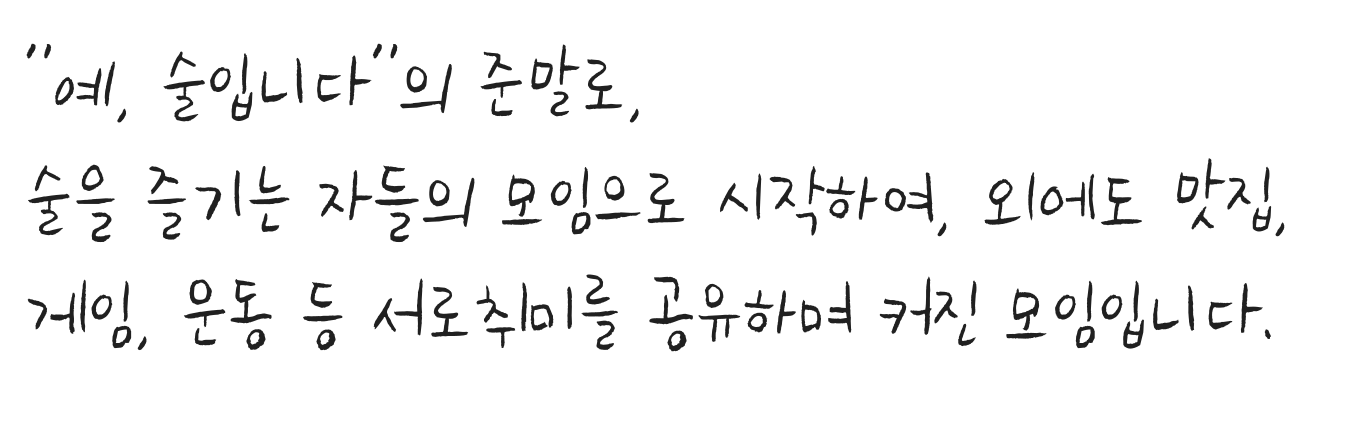 "예, 술입니다"의 준말로,
술을 즐기는 자들의 모임으로 시작하여, 외에도 맛집,
게임, 운동 등 서로취미를 공유하며 커진 모임입니다.